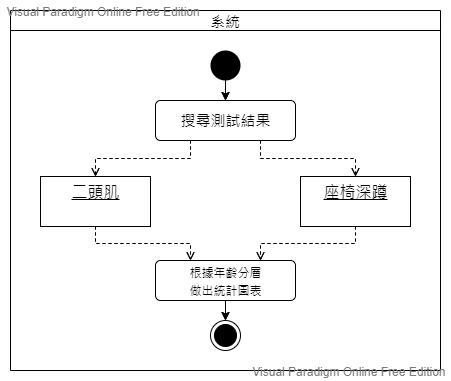 Visual Paradigm Online Free Edition
系統
搜尋測試結果
二頭肌
座椅深蹲
根據年齡分層
做出統計圖表
Visual Paradigm Online Free Edition